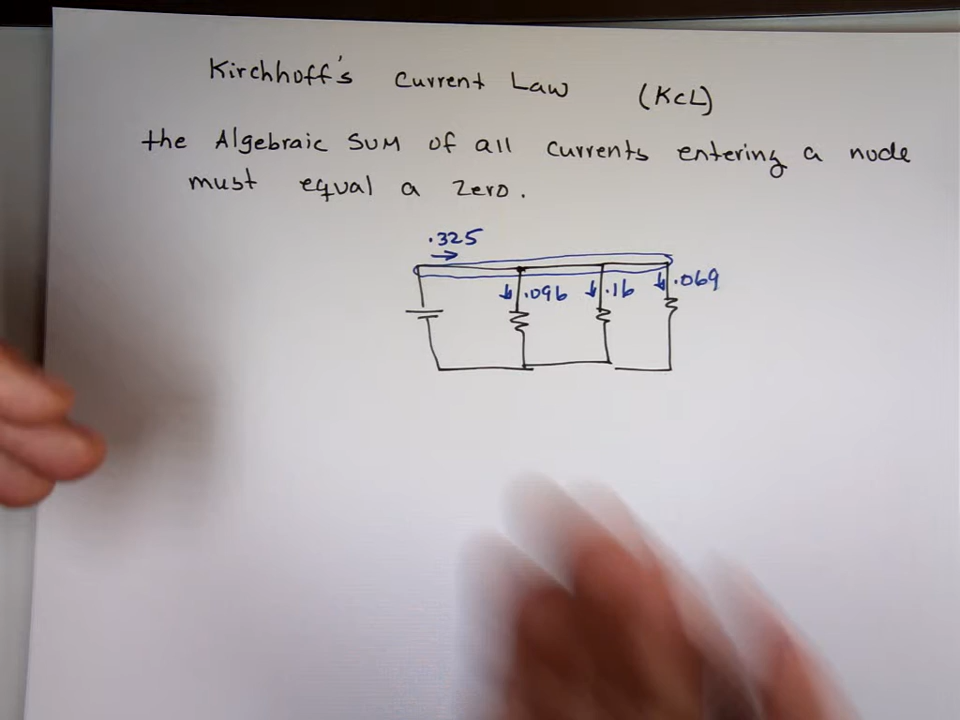 Kirchhoff's Current Law (KCL)
the Algebraic SUM of all currents entering a node
must equal a Zero.
.325
.096 .16 .069